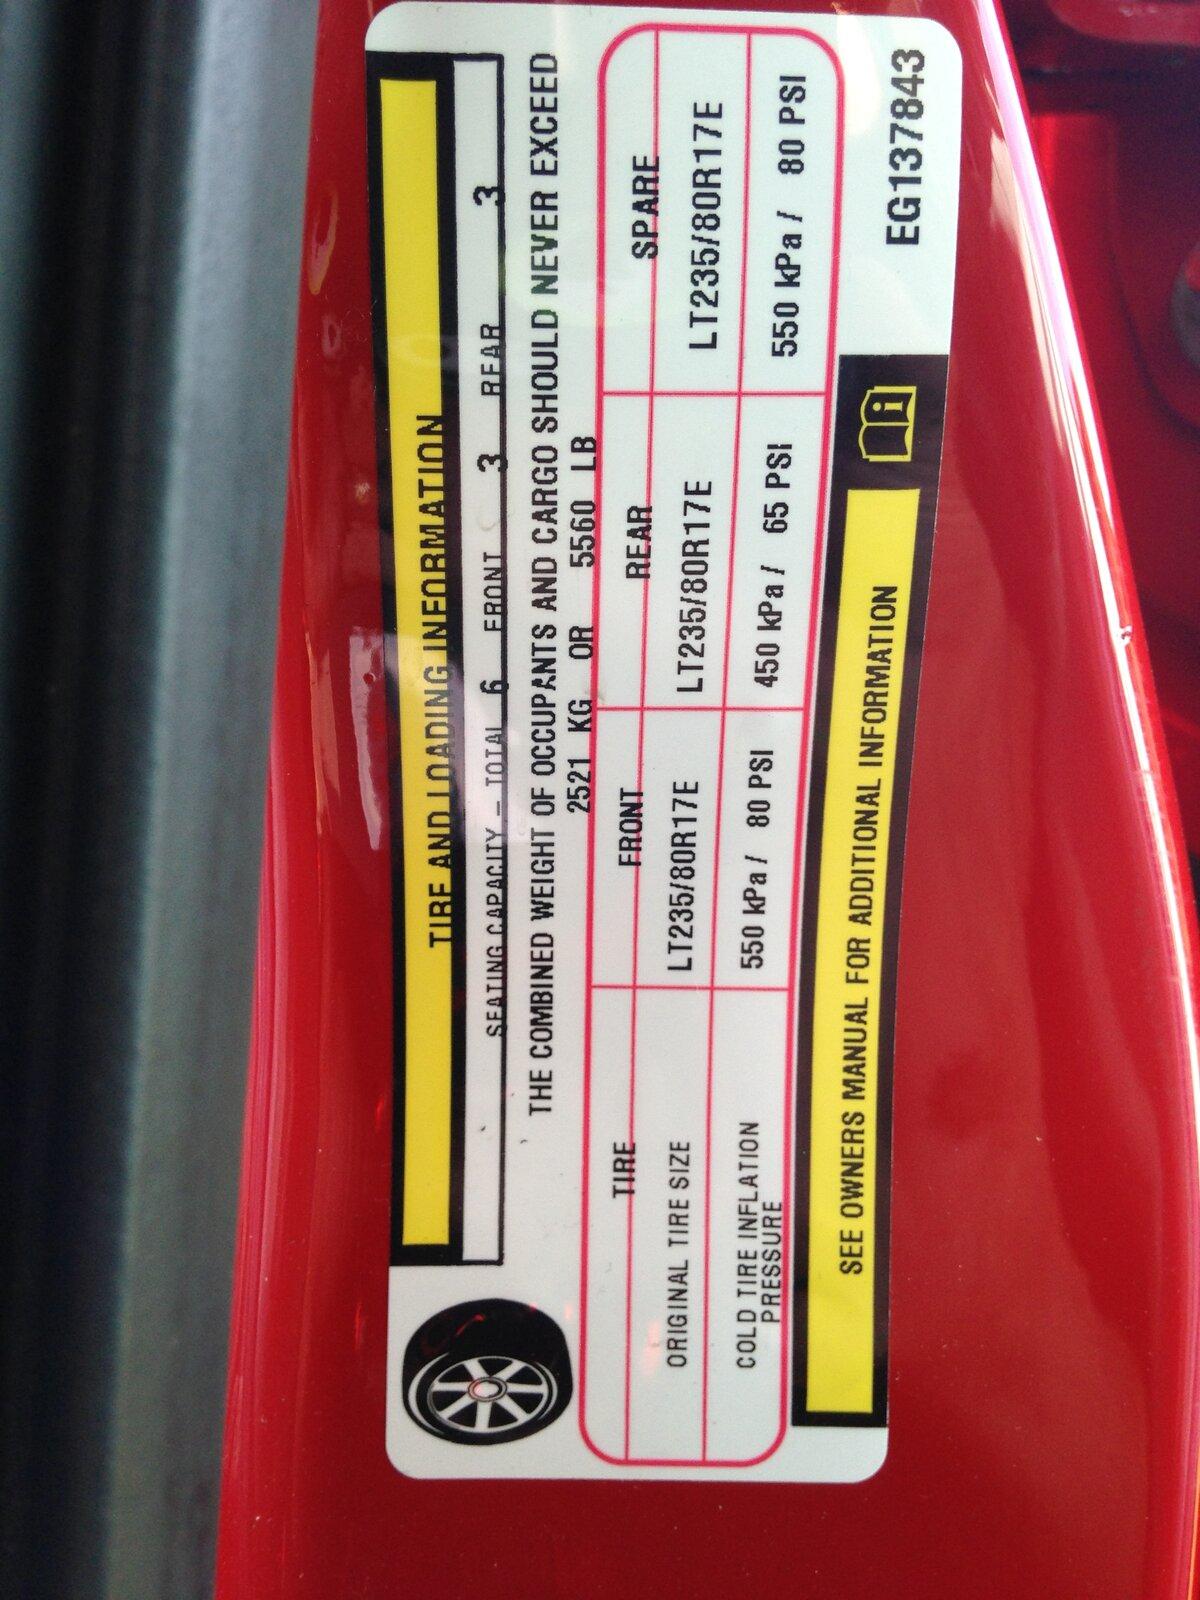 TIRE AND LOADING INFORMATION
SEATING CAPACITY – TOTAL 6 FRONT 3 REAR 3
THE COMBINED WEIGHT OF OCCUPANTS AND CARGO SHOULD NEVER EXCEED
2521 KG OR 5560 LB
TIRE FRONT REAR SPARE
ORIGINAL TIRE SIZE LT235/80R17E LT235/80R17E LT235/80R17E
COLD TIRE INFLATION PRESSURE 550 kPa / 80 PSI 450 kPa / 65 PSI 550 kPa / 80 PSI
SEE OWNERS MANUAL FOR ADDITIONAL INFORMATION
EG137843